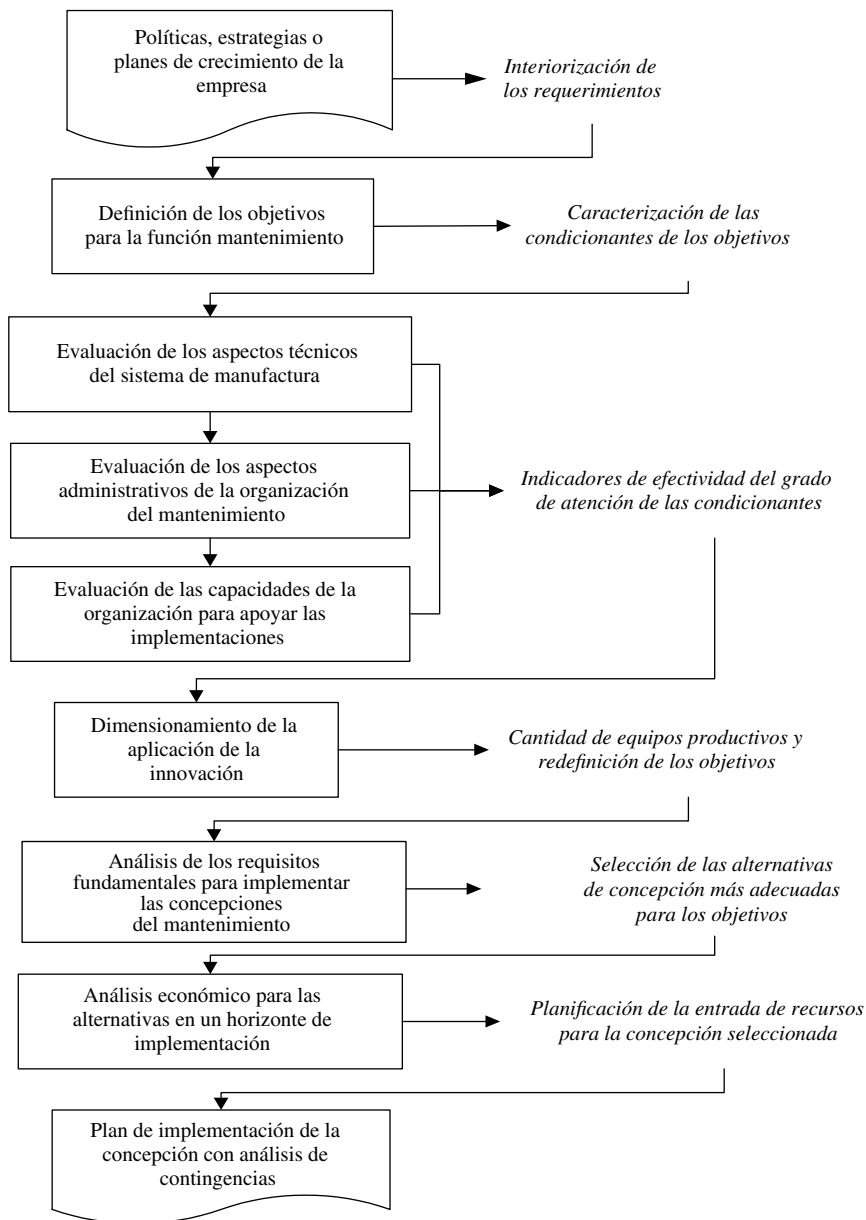 Políticas, estrategias o
planes de crecimiento de la
empresa
Interiorización de
los requerimientos
Definición de los objetivos
para la función mantenimiento
Caracterización de las
condicionantes de los objetivos
Evaluación de los aspectos técnicos
del sistema de manufactura
Evaluación de los aspectos
administrativos de la organización
del mantenimiento
Evaluación de las capacidades de la
organización para apoyar las
implementaciones
Indicadores de efectividad del grado
de atención de las condicionantes
Dimensionamiento de la
aplicación de la
innovación
Cantidad de equipos productivos y
redefinición de los objetivos
Análisis de los requisitos
fundamentales para implementar
las concepciones
del mantenimiento
Selección de las alternativas
de concepción más adecuadas
para los objetivos
Análisis económico para las
alternativas en un horizonte de
implementación
Planificación de la entrada de recursos
para la concepción seleccionada
Plan de implementación de la
concepción con análisis de
contingencias